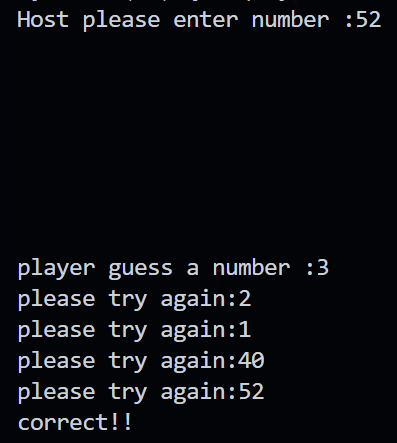 Host please enter number :52
player guess a number :3
please try again:2
please try again:1
please try again:40
please try again:52
correct!!